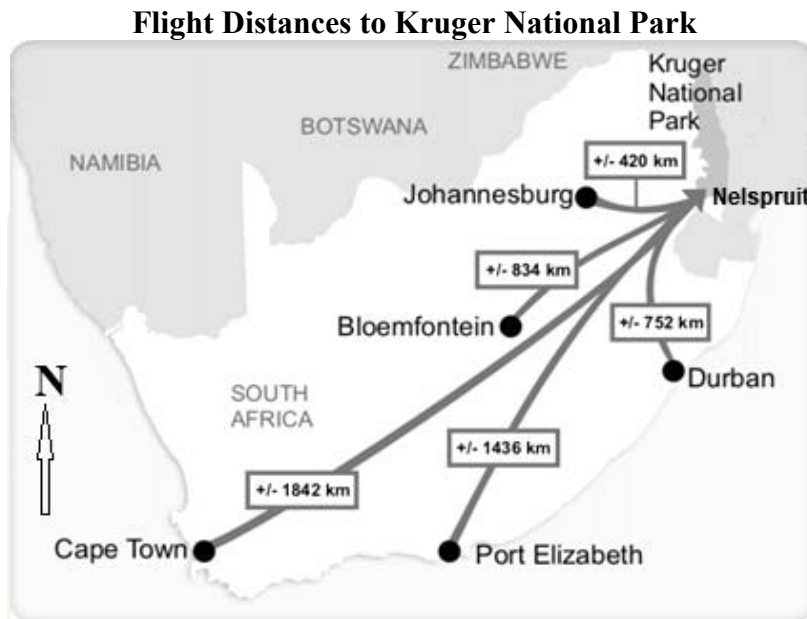 Flight Distances to Kruger National Park
ZIMBABWE
Kruger
National
Park
BOTSWANA
NAMIBIA
+/- 420 km
Johannesburg
Nelspruit
+/- 834 km
Bloemfontein
+/- 752 km
Durban
N
SOUTH
AFRICA
+/- 1436 km
+/- 1842 km
Cape Town
Port Elizabeth